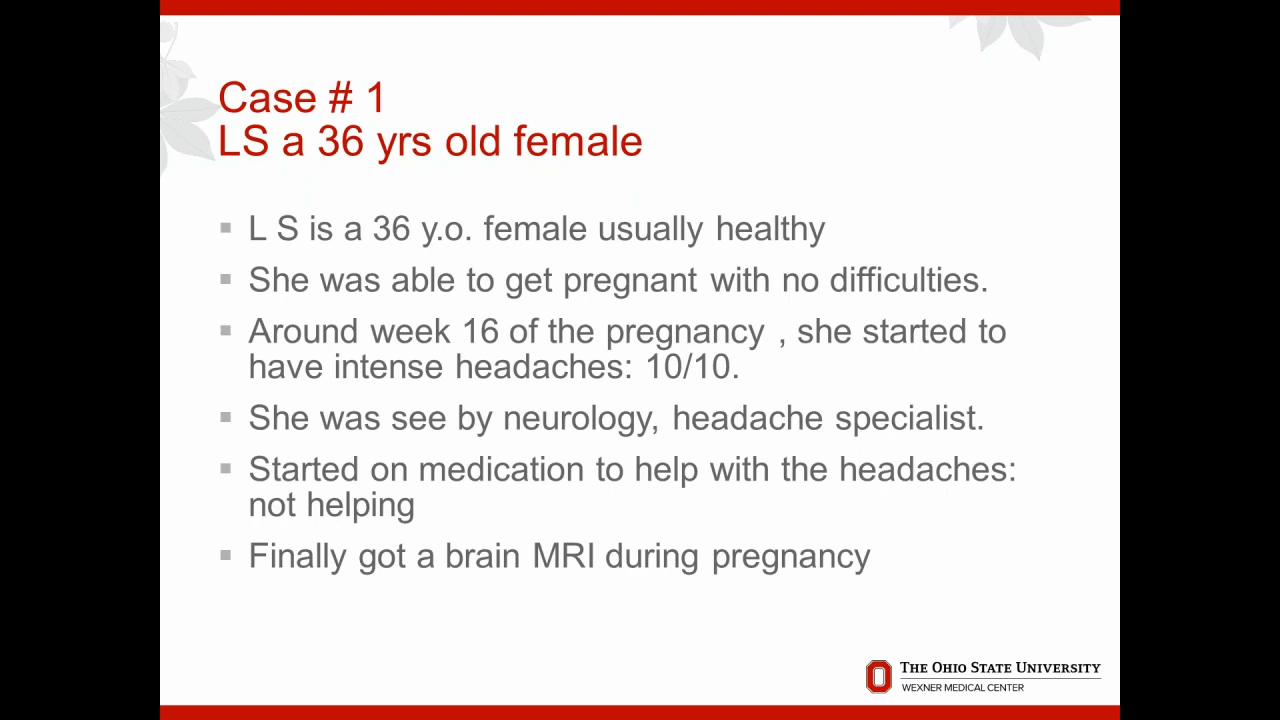 Case # 1
LS a 36 yrs old female
L S is a 36 y.o. female usually healthy
She was able to get pregnant with no difficulties.
Around week 16 of the pregnancy , she started to
have intense headaches: 10/10.
She was see by neurology, headache specialist.
Started on medication to help with the headaches:
not helping
Finally got a brain MRI during pregnancy
THE OHIO STATE UNIVERSITY
WEXNER MEDICAL CENTER